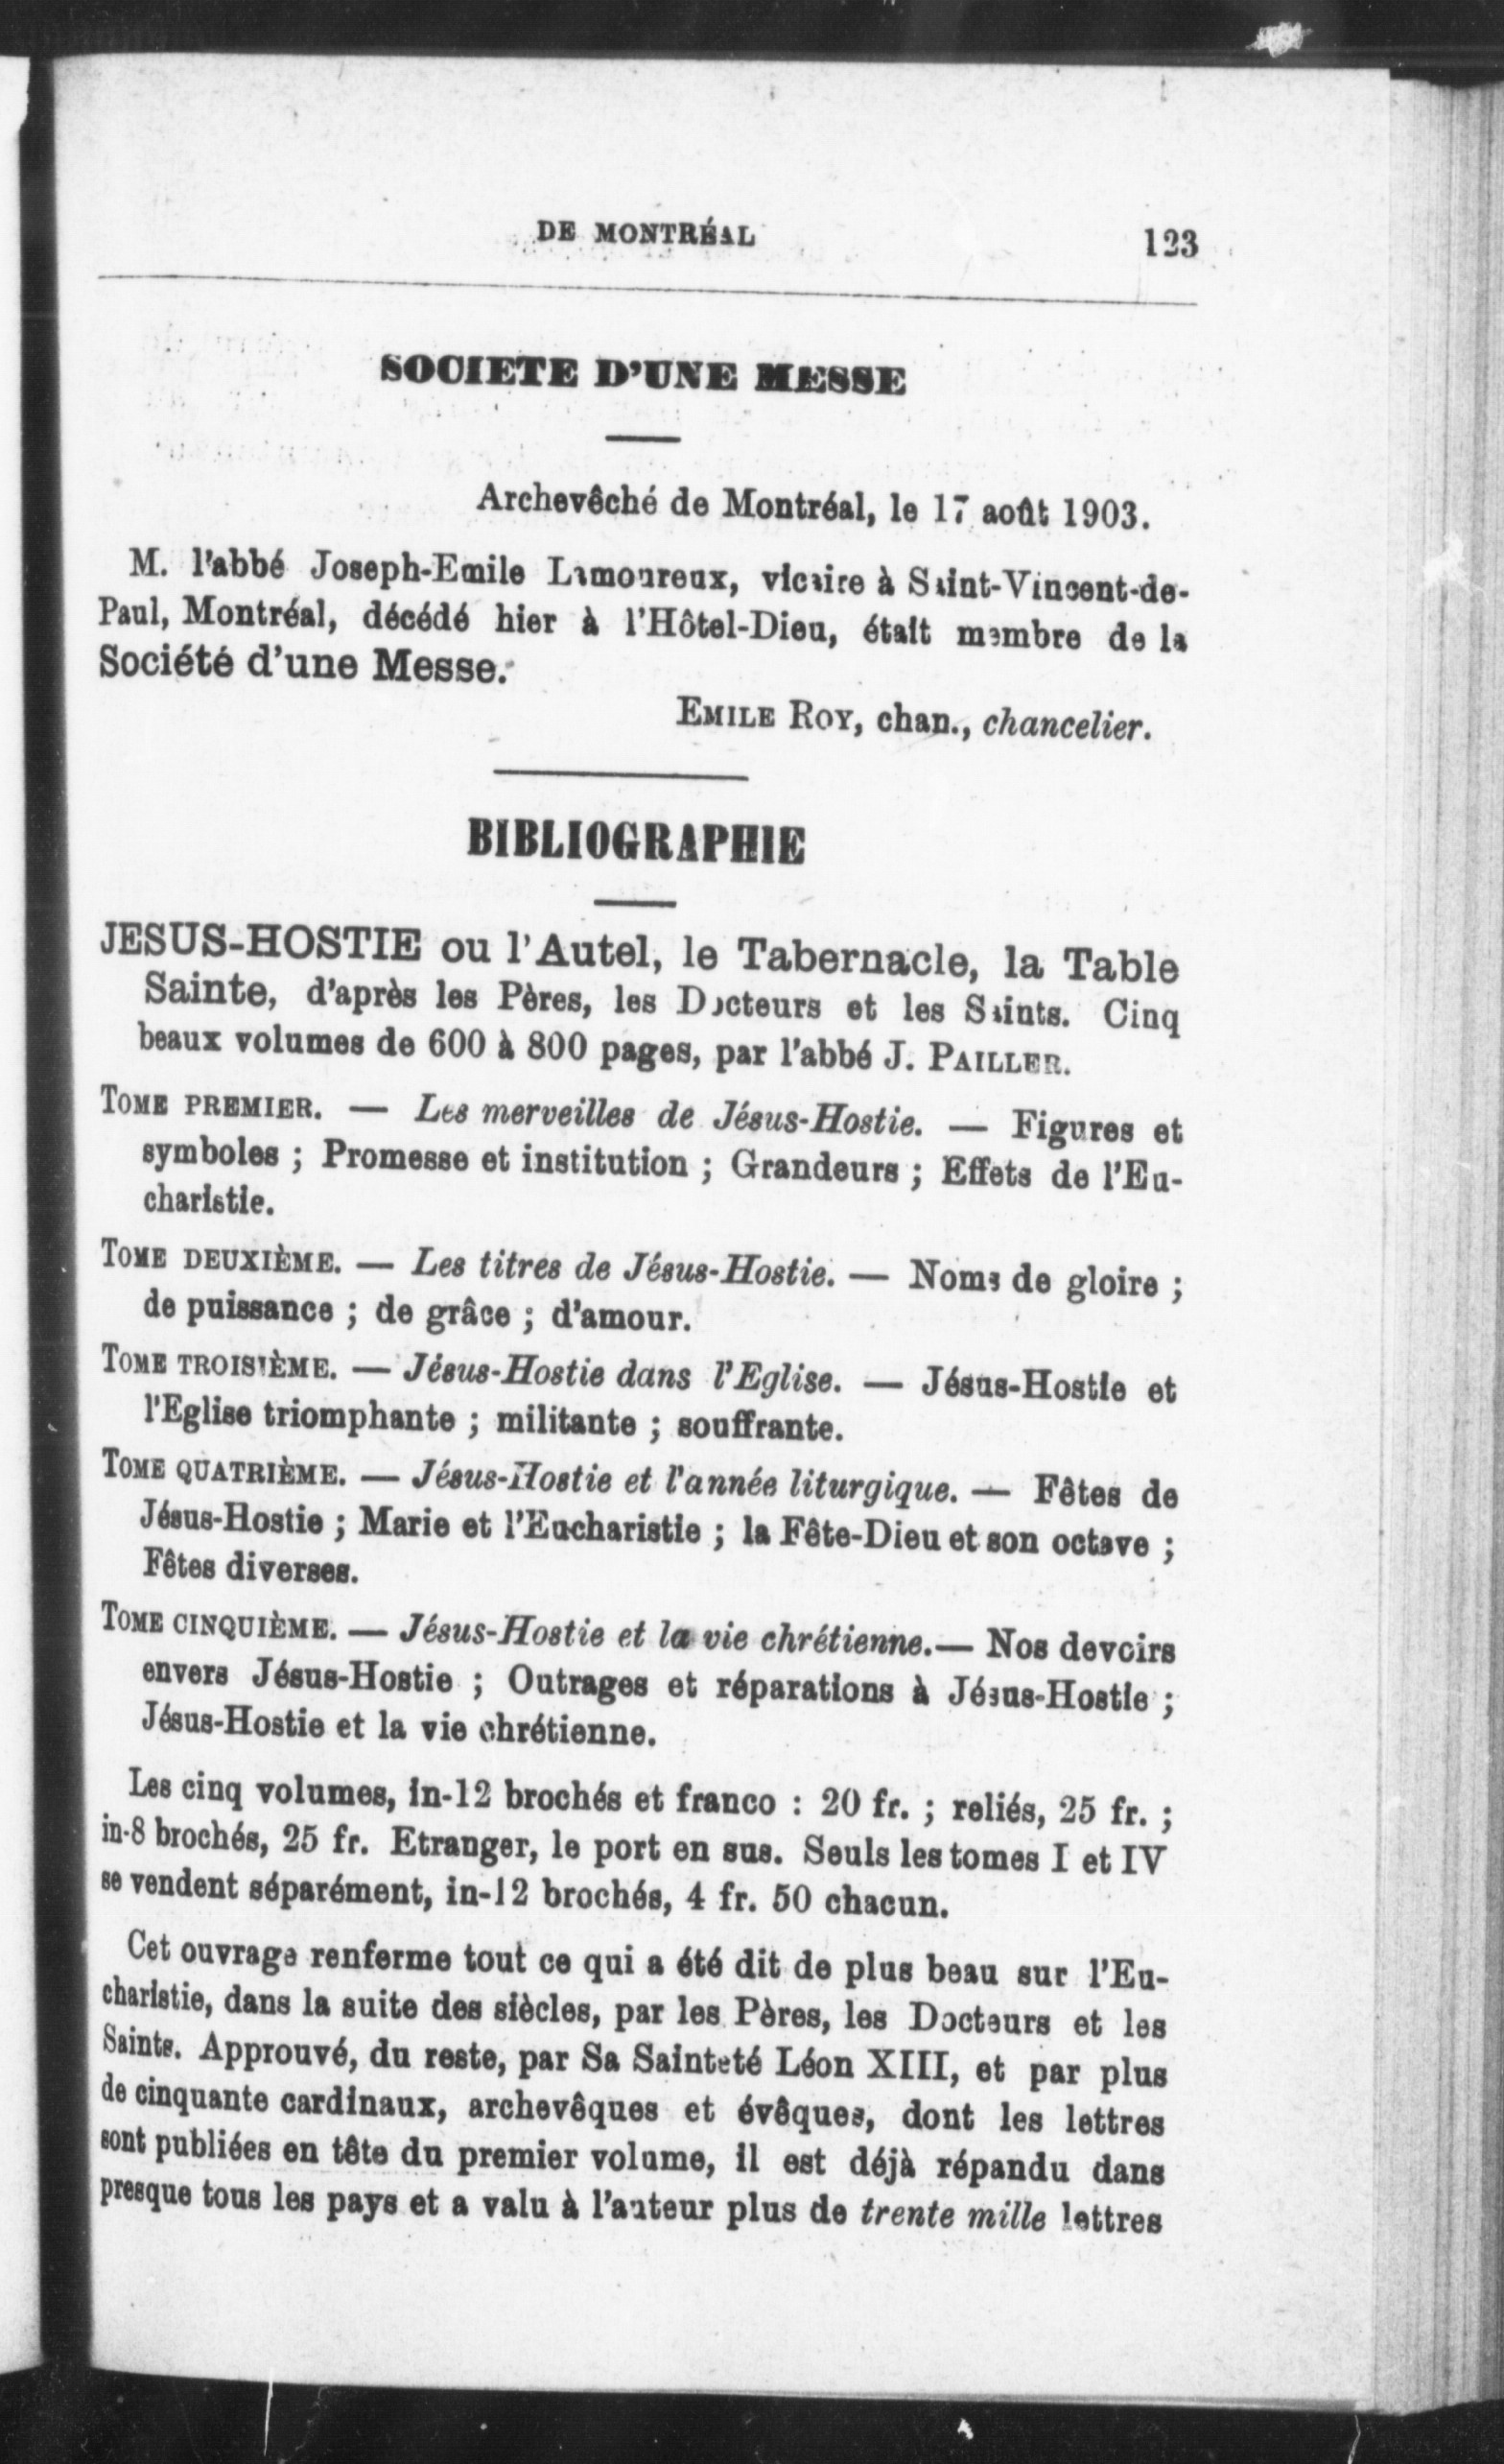 DE MONTRÉAL 123
SOCIETE D'UNE MESSE
Archevêché de Montréal, le 17 août 1903.
M. l'abbé Joseph-Emile Lamoureux, vicaire à Saint-Vincent-de-
Paul, Montréal, décédé hier à l'Hôtel-Dieu, était membre de la
Société d'une Messe.
EMILE ROY, chan., chancelier.
BIBLIOGRAPHIE
JESUS-HOSTIE ou l'Autel, le Tabernacle, la Table
Sainte, d'après les Pères, les Docteurs et les Saints. Cinq
beaux volumes de 600 à 800 pages, par l'abbé J. PAILLER.
TOME PREMIER. — Les merveilles de Jésus-Hostie. — Figures et
symboles ; Promesse et institution ; Grandeurs ; Effets de l'Eu-
charistie.
TOME DEUXIÈME. — Les titres de Jésus-Hostie. — Noms de gloire ;
de puissance ; de grâce ; d'amour.
TOME TROISIÈME. — Jésus-Hostie dans l'Eglise. — Jésus-Hostie et
l'Eglise triomphante ; militante ; souffrante.
TOME QUATRIÈME. — Jésus-Hostie et l'année liturgique. — Fêtes de
Jésus-Hostie ; Marie et l'Eucharistie ; la Fête-Dieu et son octave ;
Fêtes diverses.
TOME CINQUIÈME. — Jésus-Hostie et la vie chrétienne. — Nos devoirs
envers Jésus-Hostie ; Outrages et réparations à Jésus-Hostie ;
Jésus-Hostie et la vie chrétienne.
Les cinq volumes, in-12 brochés et franco : 20 fr. ; reliés, 25 fr. ;
in-8 brochés, 25 fr. Etranger, le port en sus. Seuls les tomes I et IV
se vendent séparément, in-12 brochés, 4 fr. 50 chacun.
Cet ouvrage renferme tout ce qui a été dit de plus beau sur l'Eu-
charistie, dans la suite des siècles, par les Pères, les Docteurs et les
Saints. Approuvé, du reste, par Sa Sainteté Léon XIII, et par plus
de cinquante cardinaux, archevêques et évêques, dont les lettres
sont publiées en tête du premier volume, il est déjà répandu dans
presque tous les pays et a valu à l'auteur plus de trente mille lettres